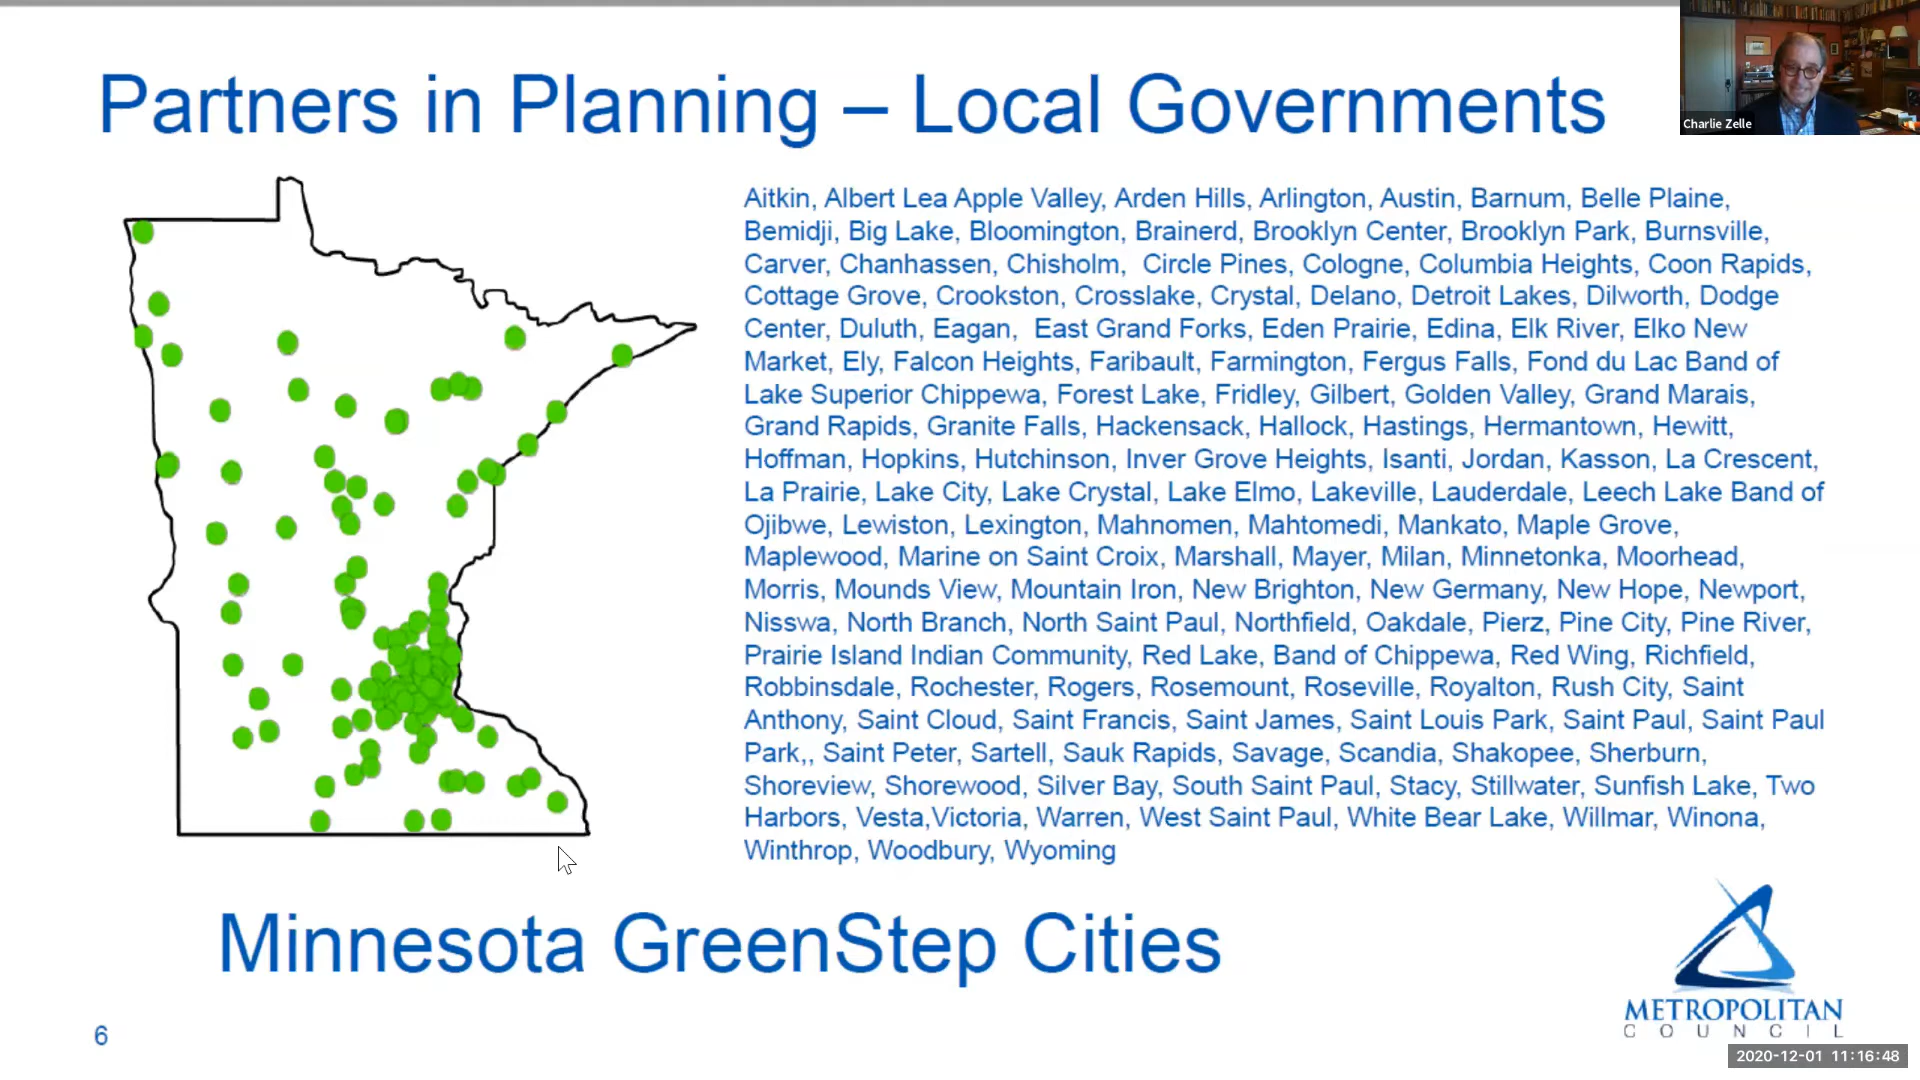 Partners in Planning – Local Governments
Charlie Zelle
Aitkin, Albert Lea Apple Valley, Arden Hills, Arlington, Austin, Barnum, Belle Plaine,
Bemidji, Big Lake, Bloomington, Brainerd, Brooklyn Center, Brooklyn Park, Burnsville,
Carver, Chanhassen, Chisholm,  Circle Pines, Cologne, Columbia Heights, Coon Rapids,
Cottage Grove, Crookston, Crosslake, Crystal, Delano, Detroit Lakes, Dilworth, Dodge
Center, Duluth, Eagan,  East Grand Forks, Eden Prairie, Edina, Elk River, Elko New
Market, Ely, Falcon Heights, Faribault, Farmington, Fergus Falls, Fond du Lac Band of
Lake Superior Chippewa, Forest Lake, Fridley, Gilbert, Golden Valley, Grand Marais,
Grand Rapids, Granite Falls, Hackensack, Hallock, Hastings, Hermantown, Hewitt,
Hoffman, Hopkins, Hutchinson, Inver Grove Heights, Isanti, Jordan, Kasson, La Crescent,
La Prairie, Lake City, Lake Crystal, Lake Elmo, Lakeville, Lauderdale, Leech Lake Band of
Ojibwe, Lewiston, Lexington, Mahnomen, Mahtomedi, Mankato, Maple Grove,
Maplewood, Marine on Saint Croix, Marshall, Mayer, Milan, Minnetonka, Moorhead,
Morris, Mounds View, Mountain Iron, New Brighton, New Germany, New Hope, Newport,
Nisswa, North Branch, North Saint Paul, Northfield, Oakdale, Pierz, Pine City, Pine River,
Prairie Island Indian Community, Red Lake, Band of Chippewa, Red Wing, Richfield,
Robbinsdale, Rochester, Rogers, Rosemount, Roseville, Royalton, Rush City, Saint
Anthony, Saint Cloud, Saint Francis, Saint James, Saint Louis Park, Saint Paul, Saint Paul
Park,, Saint Peter, Sartell, Sauk Rapids, Savage, Scandia, Shakopee, Sherburn,
Shoreview, Shorewood, Silver Bay, South Saint Paul, Stacy, Stillwater, Sunfish Lake, Two
Harbors, Vesta,Victoria, Warren, West Saint Paul, White Bear Lake, Willmar, Winona,
Winthrop, Woodbury, Wyoming
Minnesota GreenStep Cities
METROPOLITAN
COUNCIL
6
2020-12-01 11:16:48